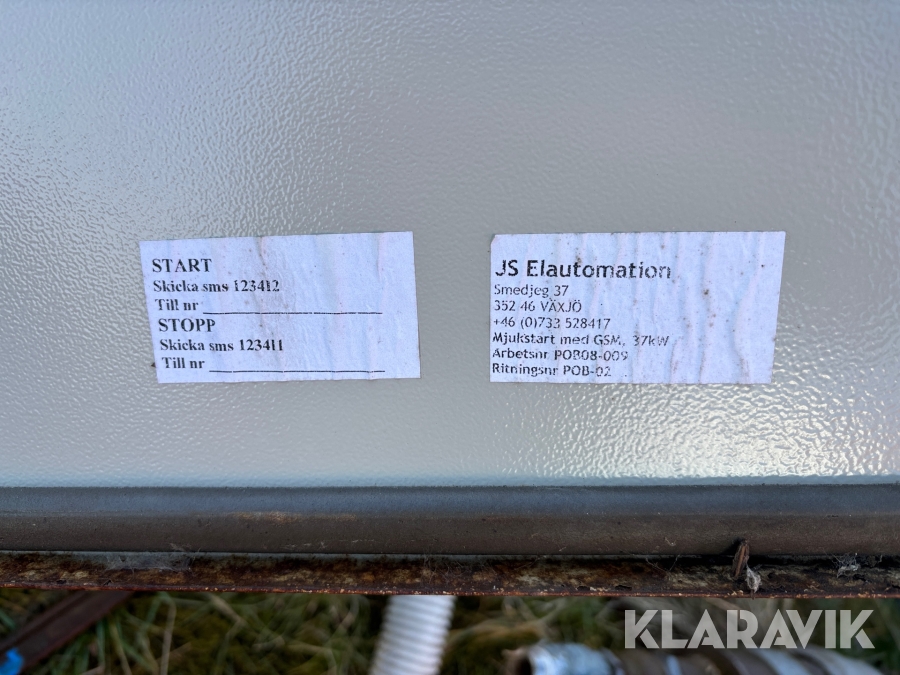 START
Skicka sms 123412
Till nr
STOPP
Skicka sms 123411
Till nr
JS Elautomation
Smedjeg 37
352 46 VÄXJÖ
+46 (0)733 528417
Mjukstart med GSM, 37kW
Arbetsnr POB08-009
Ritningsnr POB-02
KLARAVIK